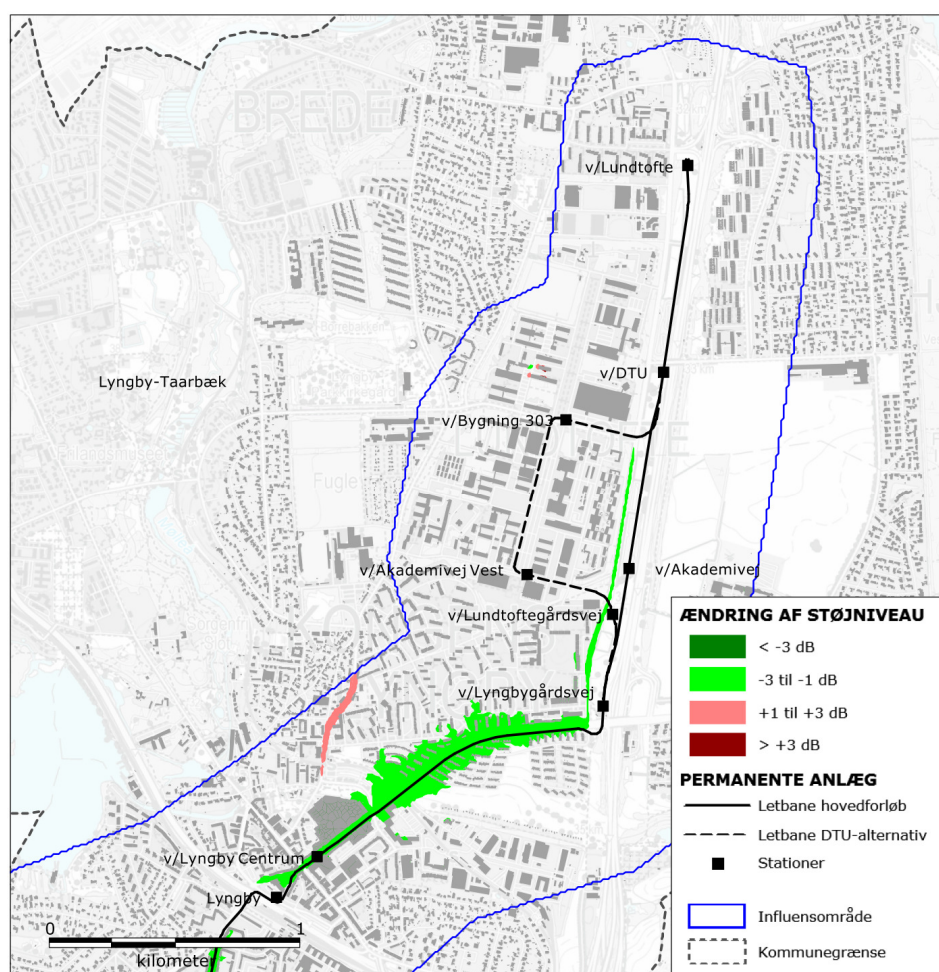 BREDE
v/Lundtofte
Lyngby-Taarbæk
v/DTU
v/Bygning 303
v/Akademivej Vest
v/Akademivej
v/Lundtoftegårdsvej
v/Lyngbygårdsvej
v/Lyngby Centrum
Lyngby
0 1
kilometer
ÆNDRING AF STØJNIVEAU
< -3 dB
-3 til -1 dB
+1 til +3 dB
> +3 dB
PERMANENTE ANLÆG
Letbane hovedforløb
Letbane DTU-alternativ
Stationer
Influensområde
Kommunegrænse